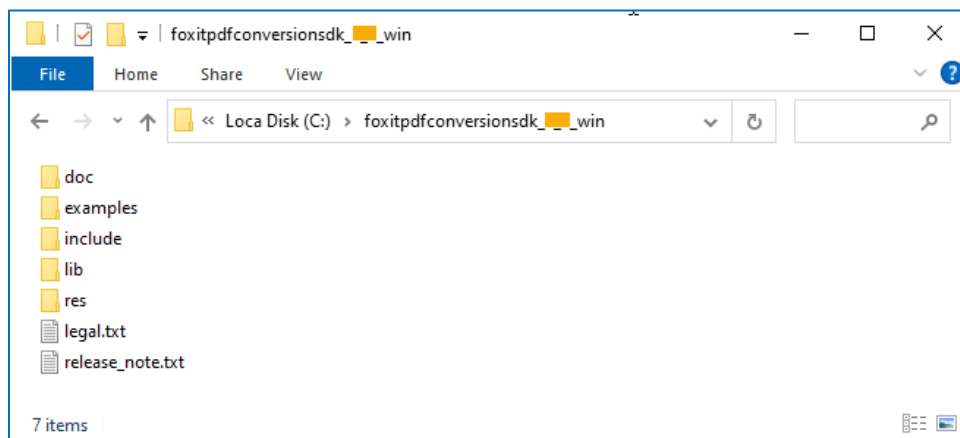 foxitpdfconversionsdk_ _ _win
File Home Share View ?
« Loca Disk (C:) › foxitpdfconversionsdk_ _ _win
doc
examples
include
lib
res
legal.txt
release_note.txt
7 items